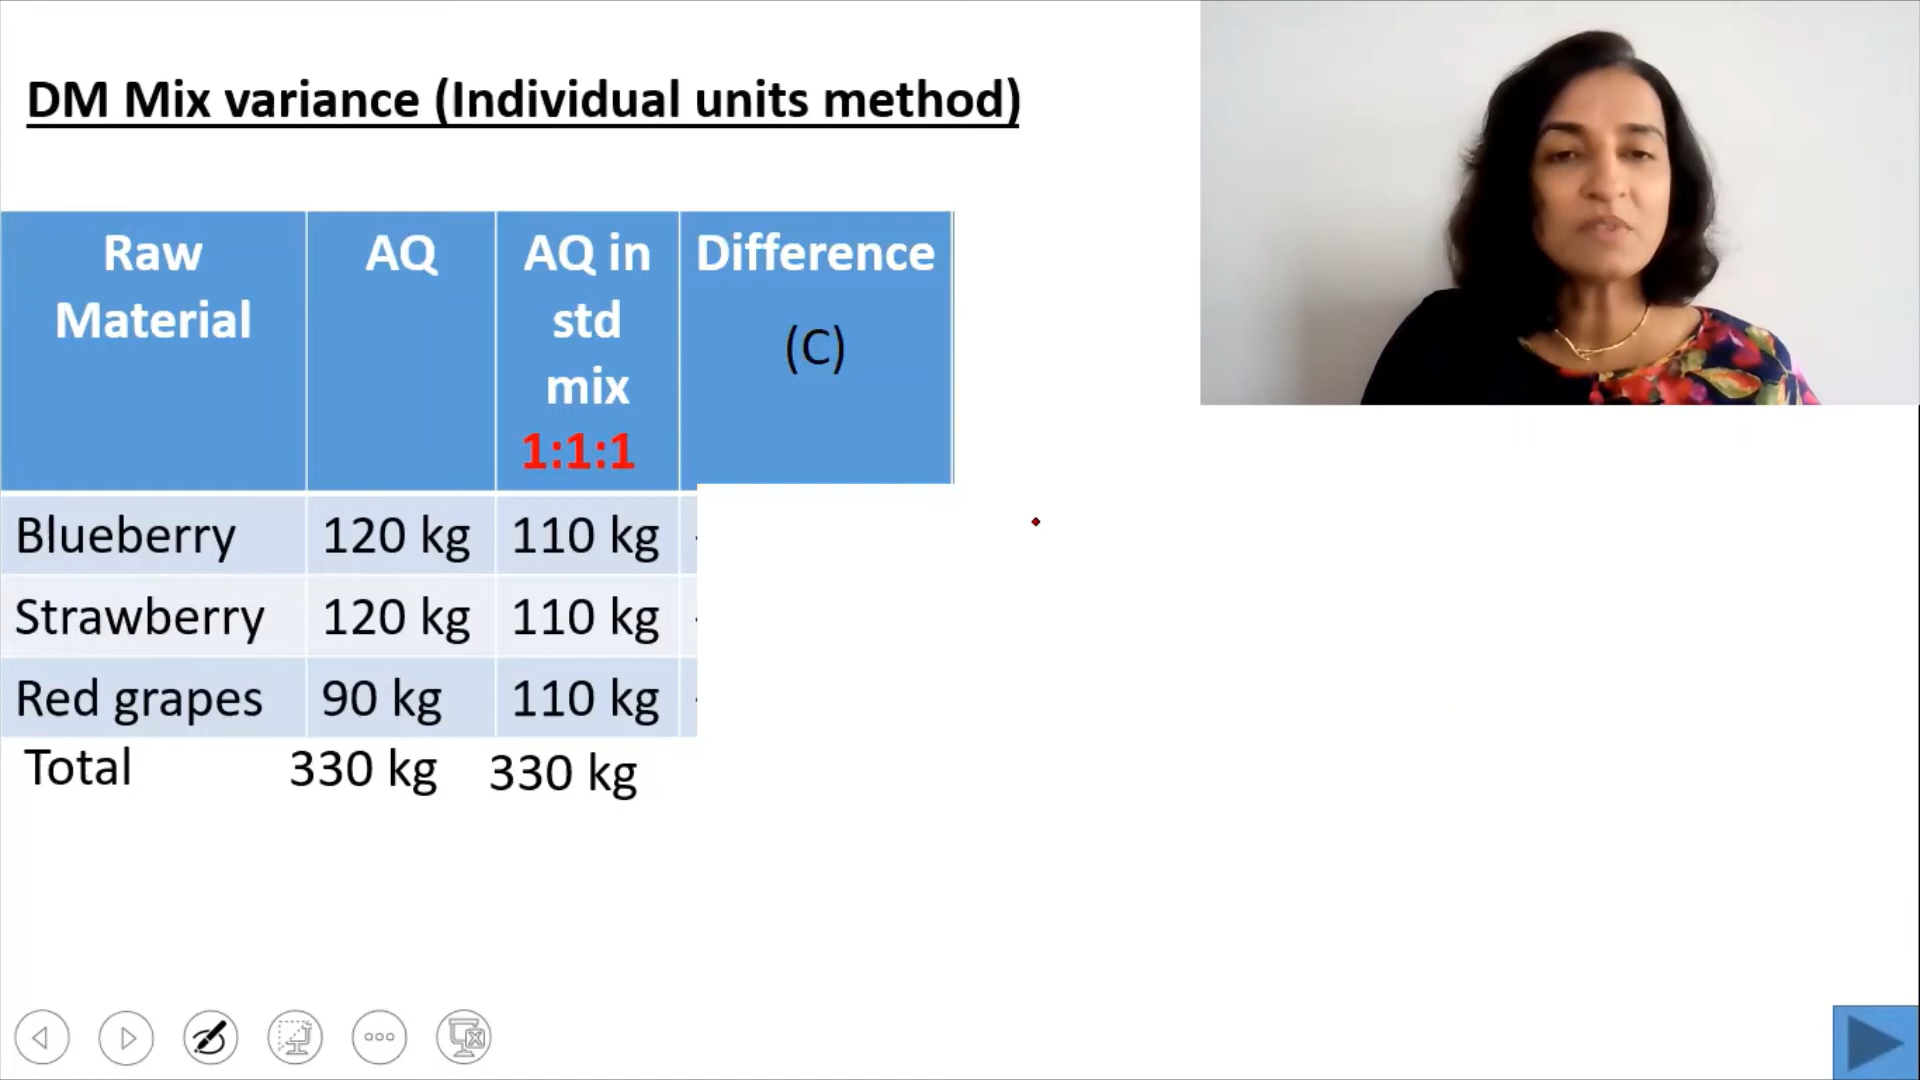 DM Mix variance (Individual units method)
Raw Material AQ AQ in std mix 1:1:1 Difference (C)
Blueberry 120 kg 110 kg
Strawberry 120 kg 110 kg
Red grapes 90 kg 110 kg
Total 330 kg 330 kg